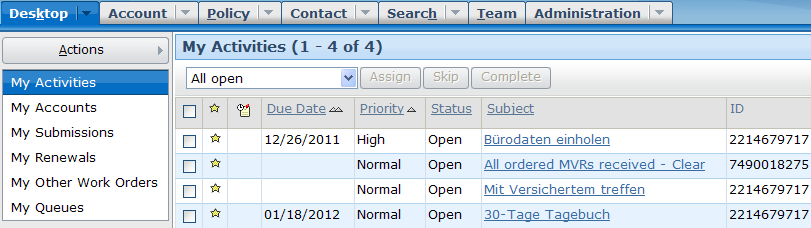 Desktop Account Policy Contact Search Team Administration
Actions
My Activities
My Accounts
My Submissions
My Renewals
My Other Work Orders
My Queues
My Activities (1 - 4 of 4)
All open Assign Skip Complete
Due Date Priority Status Subject ID
12/26/2011 High Open Bürodaten einholen 2214679717
Normal Open All ordered MVRs received - Clear 7490018275
Normal Open Mit Versichertem treffen 2214679717
01/18/2012 Normal Open 30-Tage Tagebuch 2214679717